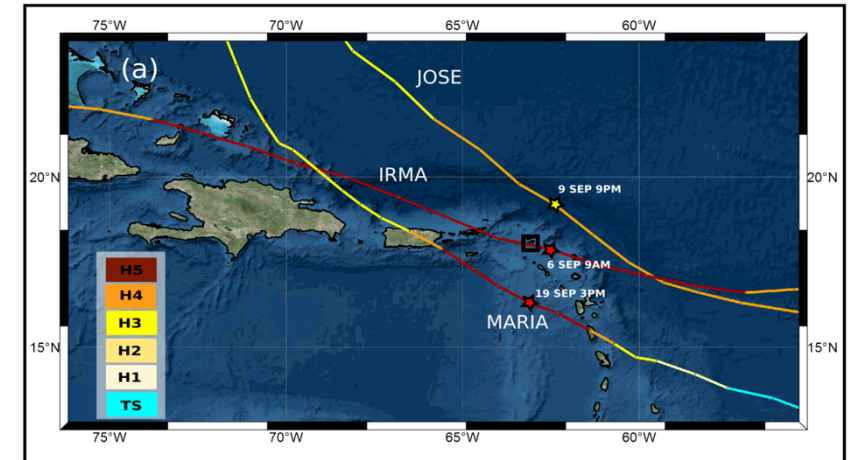 75°W 70°W 65°W 60°W
(a)
JOSE
20°N 20°N
IRMA
9 SEP 9PM
6 SEP 9AM
19 SEP 3PM
MARIA
H5
H4
H3
H2
H1
TS
15°N 15°N
75°W 70°W 65°W 60°W